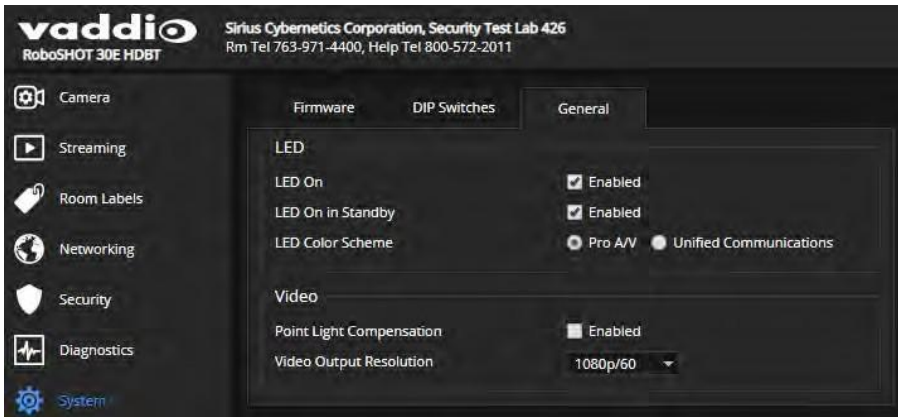 vaddio
RoboSHOT 30E HDBT
Sirius Cybernetics Corporation, Security Test Lab 426
Rm Tel 763-971-4400, Help Tel 800-572-2011
Camera
Streaming
Room Labels
Networking
Security
Diagnostics
System
Firmware DIP Switches General
LED
LED On Enabled
LED On in Standby Enabled
LED Color Scheme Pro A/V Unified Communications
Video
Point Light Compensation Enabled
Video Output Resolution 1080p/60